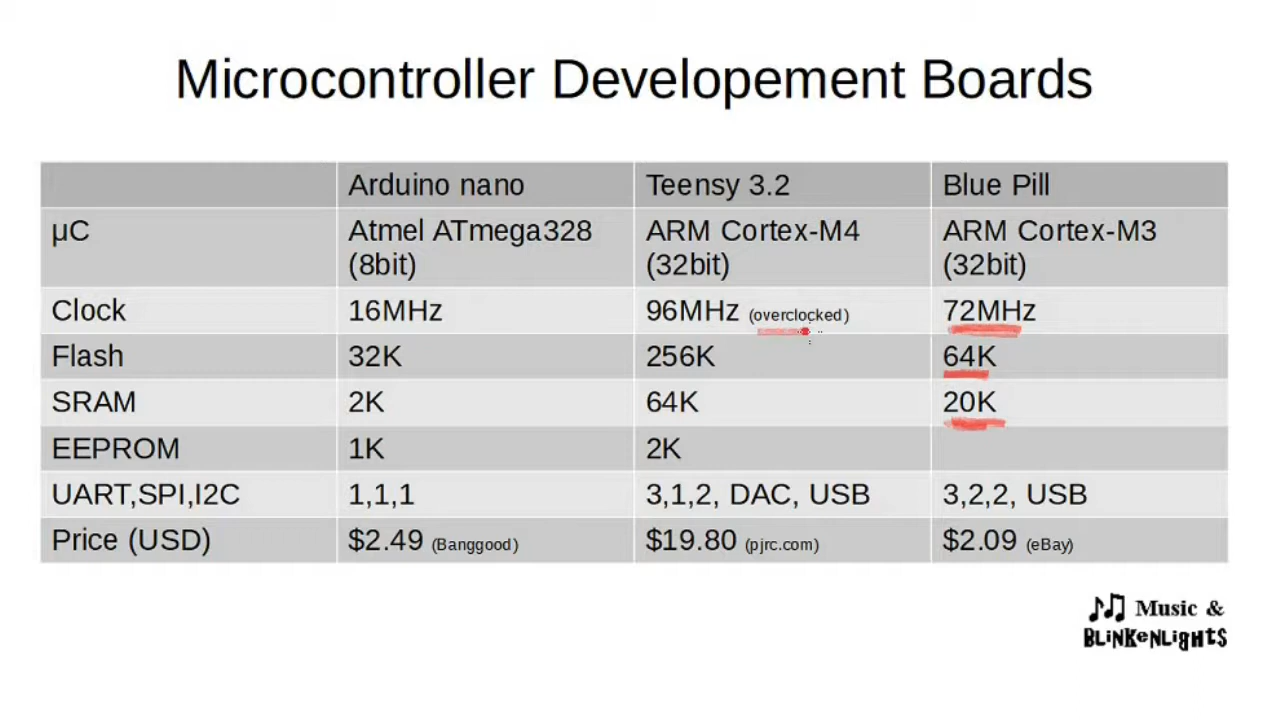 Microcontroller Developement Boards
Arduino nano Teensy 3.2 Blue Pill
µC Atmel ATmega328 ARM Cortex-M4 ARM Cortex-M3
(8bit) (32bit) (32bit)
Clock 16MHz 96MHz (overclocked) 72MHz
Flash 32K 256K 64K
SRAM 2K 64K 20K
EEPROM 1K 2K
UART,SPI,I2C 1,1,1 3,1,2, DAC, USB 3,2,2, USB
Price (USD) $2.49 (Banggood) $19.80 (pjrc.com) $2.09 (eBay)
Music &
BLiNKeNLiGHtS